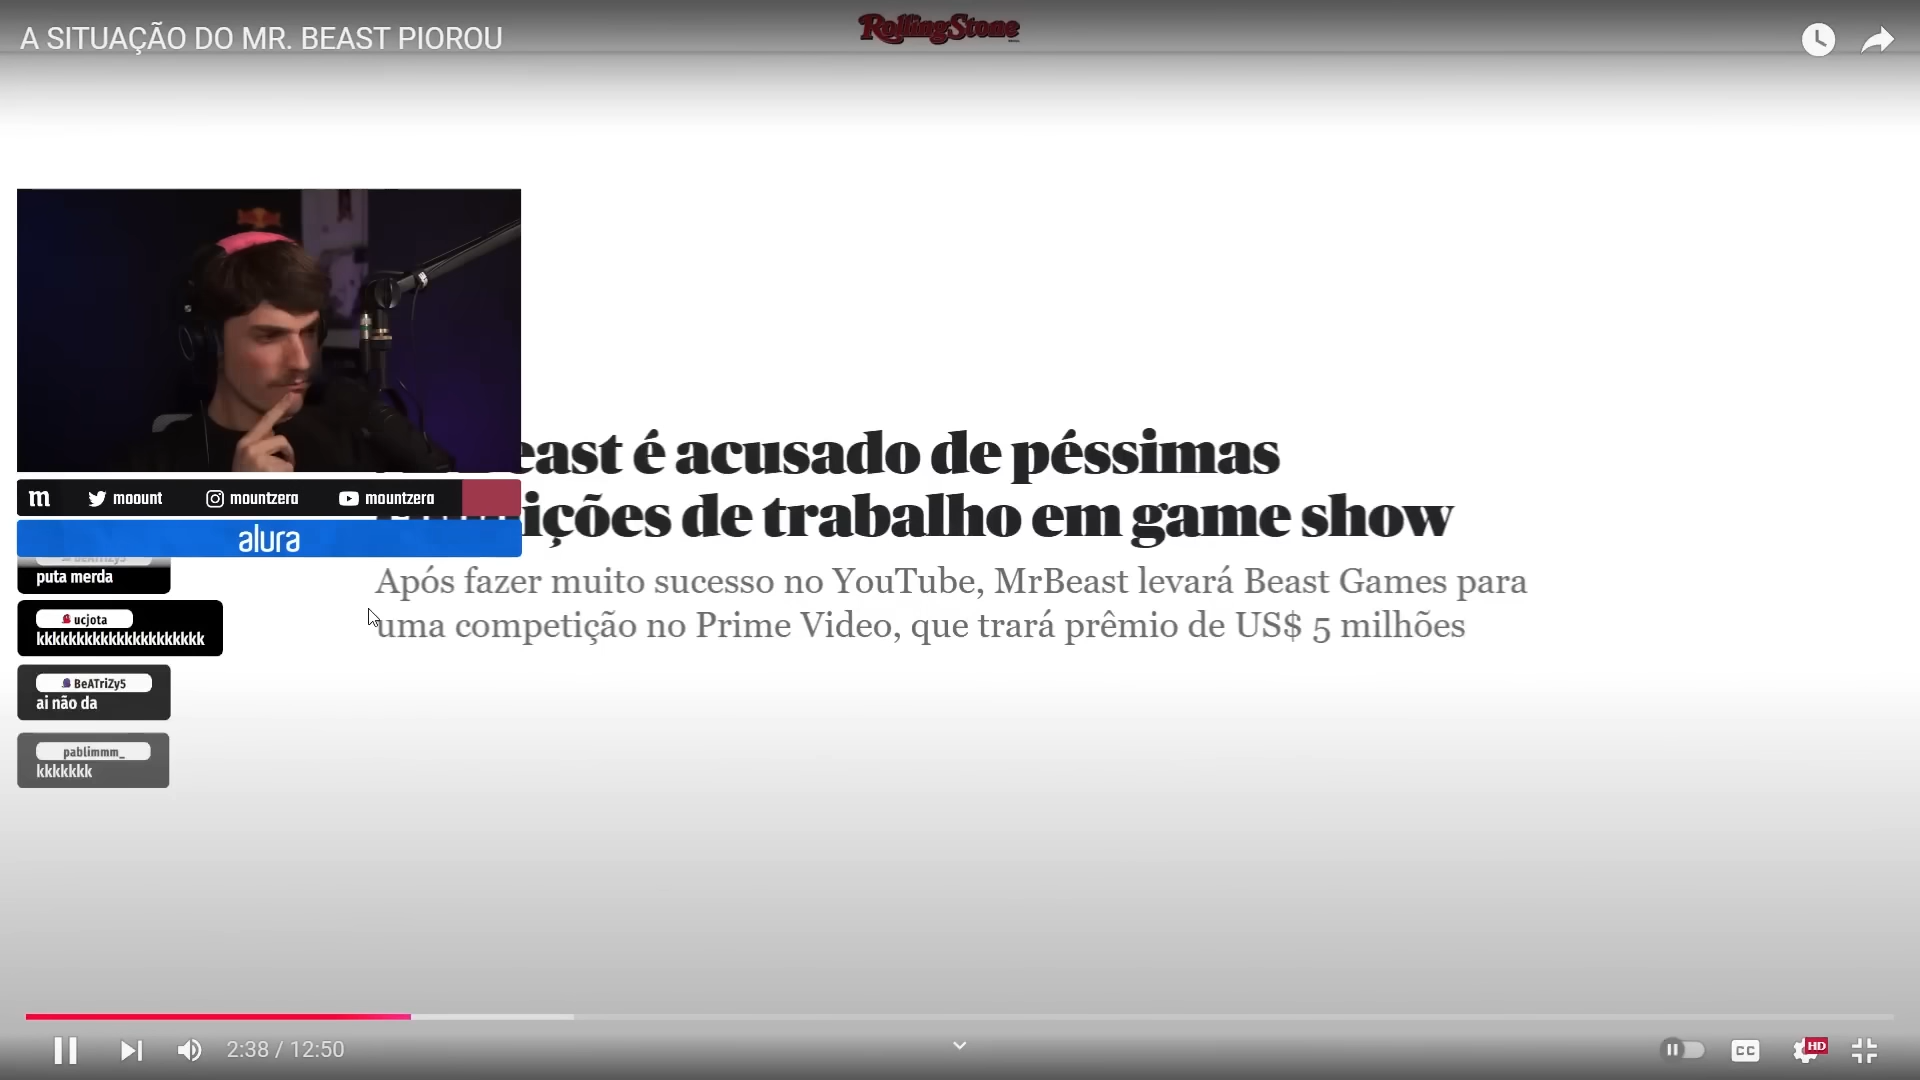 A SITUAÇÃO DO MR. BEAST PIOROU
RollingStone
east é acusado de péssimas
ições de trabalho em game show
Após fazer muito sucesso no YouTube, MrBeast levará Beast Games para
uma competição no Prime Video, que trará prêmio de US$ 5 milhões
m moount mountzera mountzera
alura
puta merda
ucjota
kkkkkkkkkkkkkkkkkkkkk
BeATriZy5
ai não da
pablimmm_
kkkkkkk
2:38 / 12:50
CC
HD